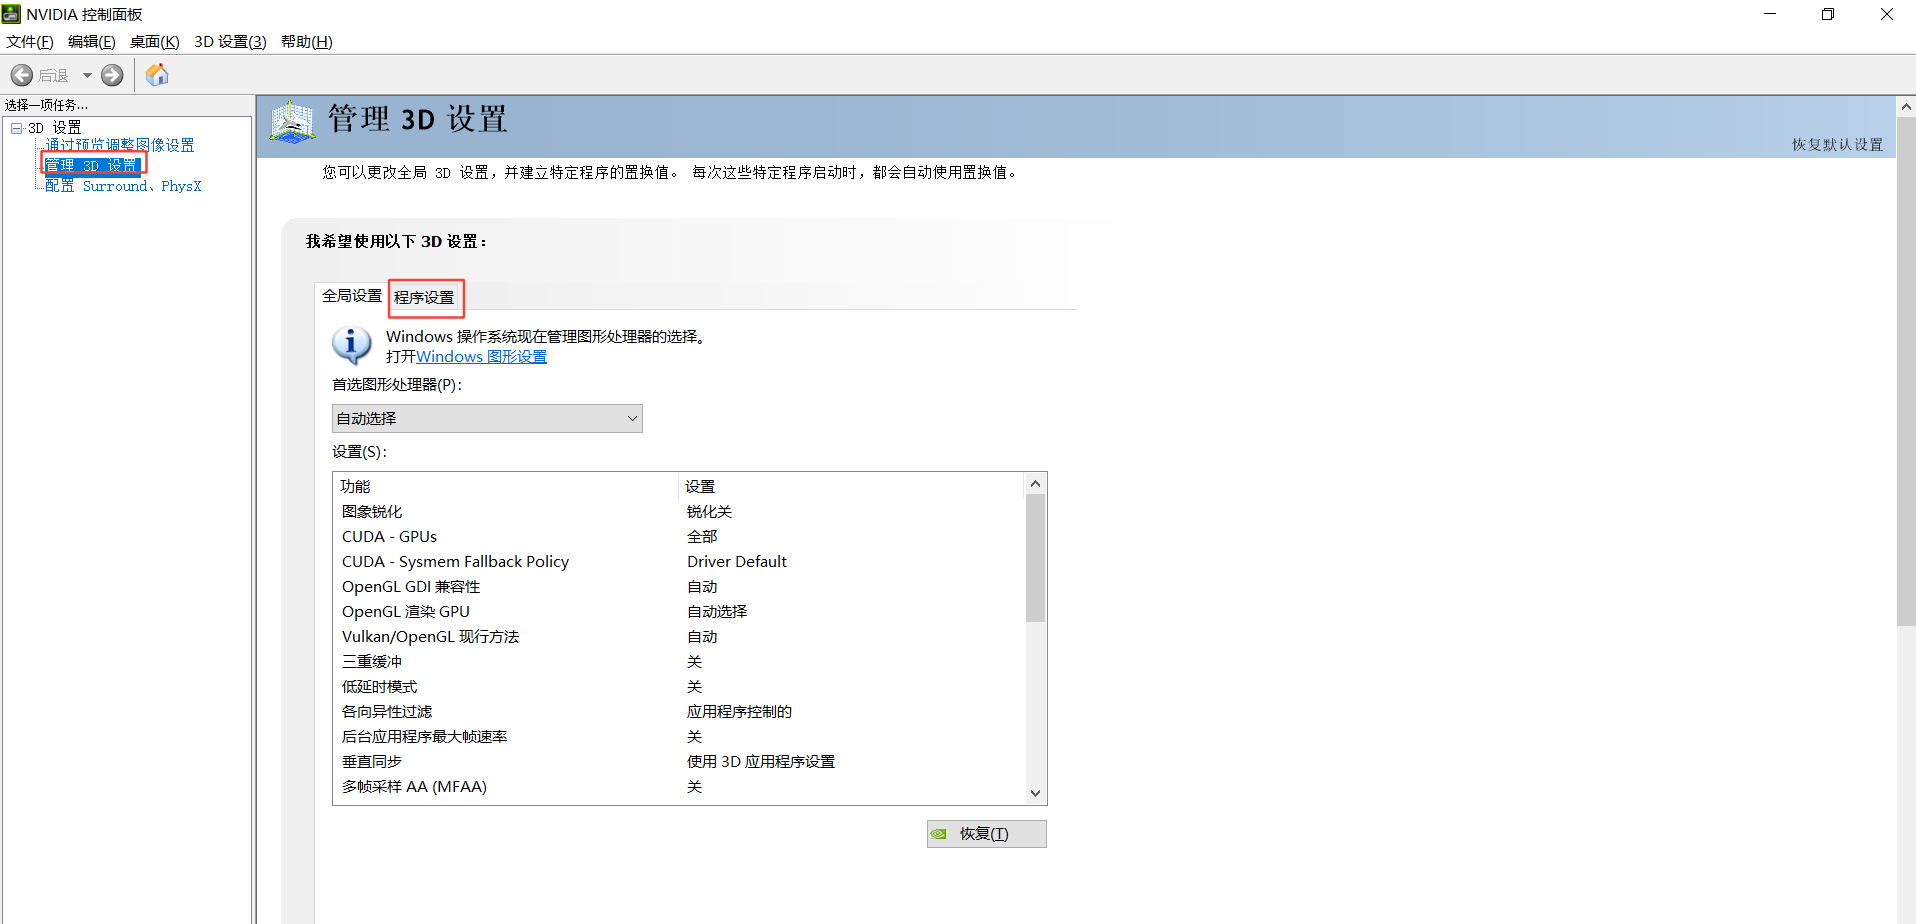 NVIDIA 控制面板
文件(F) 编辑(E) 桌面(K) 3D 设置(3) 帮助(H)
后退
选择一项任务...
3D 设置
通过预览调整图像设置
管理 3D 设置
配置 Surround、PhysX
管理 3D 设置
恢复默认设置
您可以更改全局 3D 设置，并建立特定程序的置换值。 每次这些特定程序启动时，都会自动使用置换值。
我希望使用以下 3D 设置：
全局设置 程序设置
Windows 操作系统现在管理图形处理器的选择。
打开Windows 图形设置
首选图形处理器(P)：
自动选择
设置(S)：
功能 设置
图象锐化 锐化关
CUDA - GPUs 全部
CUDA - Sysmem Fallback Policy Driver Default
OpenGL GDI 兼容性 自动
OpenGL 渲染 GPU 自动选择
Vulkan/OpenGL 现行方法 自动
三重缓冲 关
低延时模式 关
各向异性过滤 应用程序控制的
后台应用程序最大帧速率 关
垂直同步 使用 3D 应用程序设置
多帧采样 AA (MFAA) 关
恢复(T)